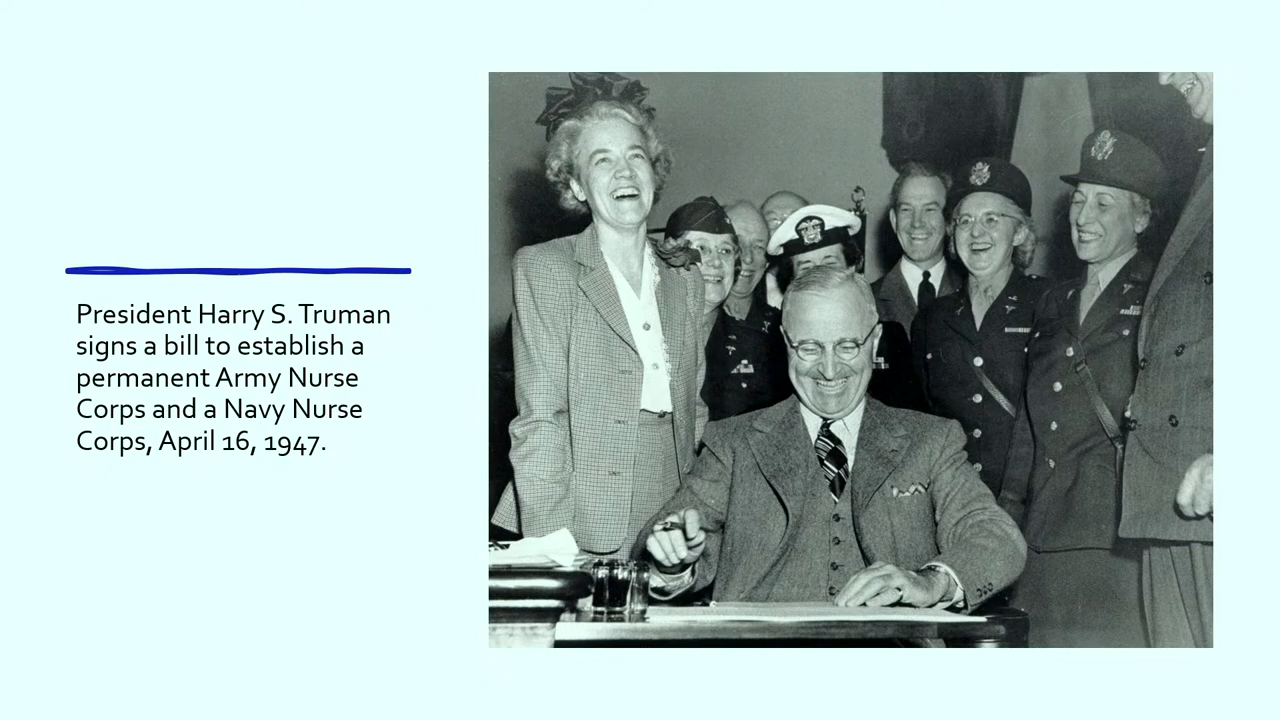 President Harry S. Truman
signs a bill to establish a
permanent Army Nurse
Corps and a Navy Nurse
Corps, April 16, 1947.